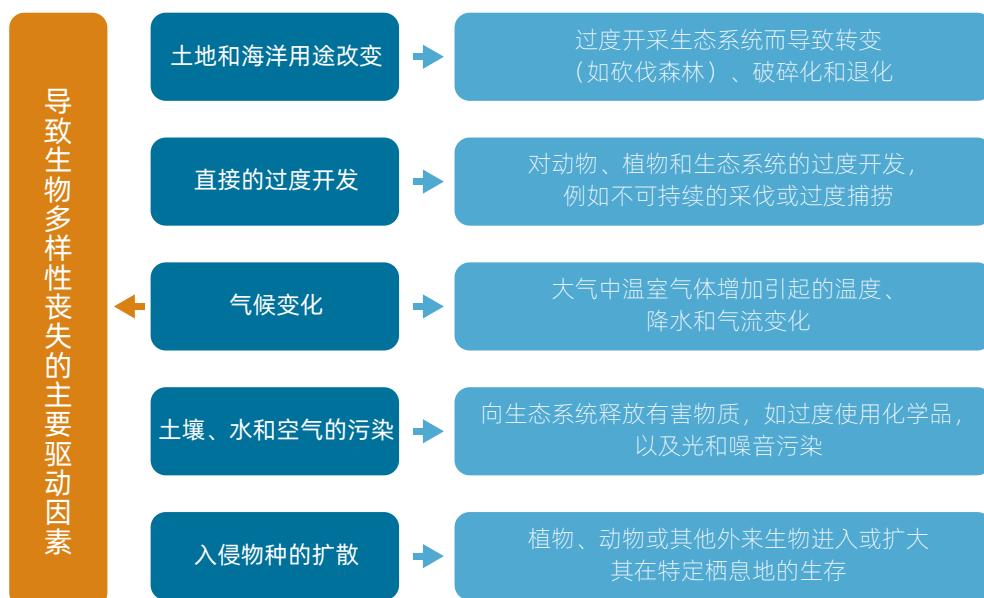 导致生物多样性丧失的主要驱动因素
土地和海洋用途改变
过度开采生态系统而导致转变
（如砍伐森林）、破碎化和退化
直接的过度开发
对动物、植物和生态系统的过度开发，
例如不可持续的采伐或过度捕捞
气候变化
大气中温室气体增加引起的温度、
降水和气流变化
土壤、水和空气的污染
向生态系统释放有害物质，如过度使用化学品，
以及光和噪音污染
入侵物种的扩散
植物、动物或其他外来生物进入或扩大
其在特定栖息地的生存